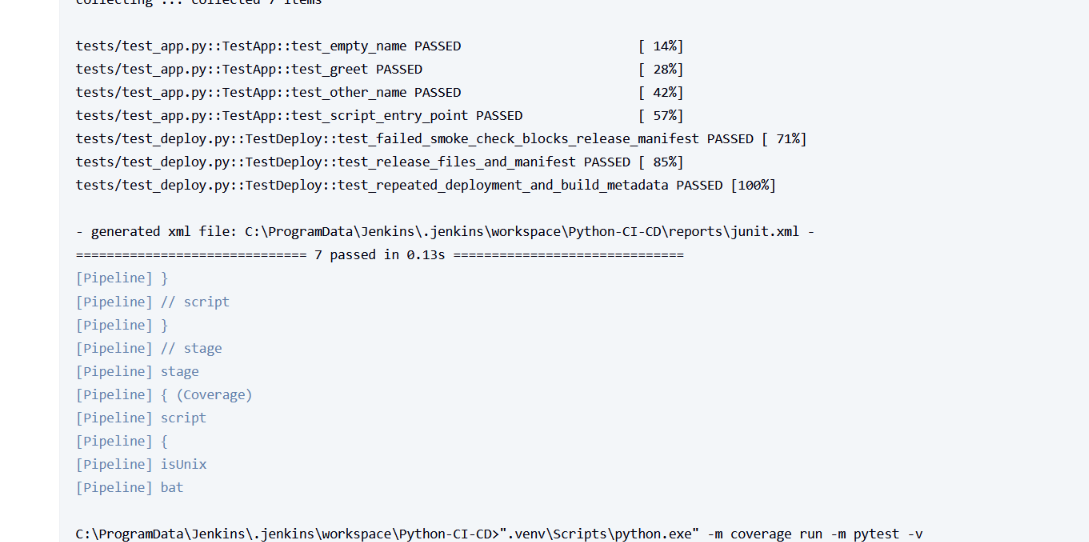 collecting ... collected 7 items
tests/test_app.py::TestApp::test_empty_name PASSED [ 14%]
tests/test_app.py::TestApp::test_greet PASSED [ 28%]
tests/test_app.py::TestApp::test_other_name PASSED [ 42%]
tests/test_app.py::TestApp::test_script_entry_point PASSED [ 57%]
tests/test_deploy.py::TestDeploy::test_failed_smoke_check_blocks_release_manifest PASSED [ 71%]
tests/test_deploy.py::TestDeploy::test_release_files_and_manifest PASSED [ 85%]
tests/test_deploy.py::TestDeploy::test_repeated_deployment_and_build_metadata PASSED [100%]
- generated xml file: C:\ProgramData\Jenkins\.jenkins\workspace\Python-CI-CD\reports\junit.xml -
============================== 7 passed in 0.13s ==============================
[Pipeline] }
[Pipeline] // script
[Pipeline] }
[Pipeline] // stage
[Pipeline] stage
[Pipeline] { (Coverage)
[Pipeline] script
[Pipeline] {
[Pipeline] isUnix
[Pipeline] bat
C:\ProgramData\Jenkins\.jenkins\workspace\Python-CI-CD>".venv\Scripts\python.exe" -m coverage run -m pytest -v